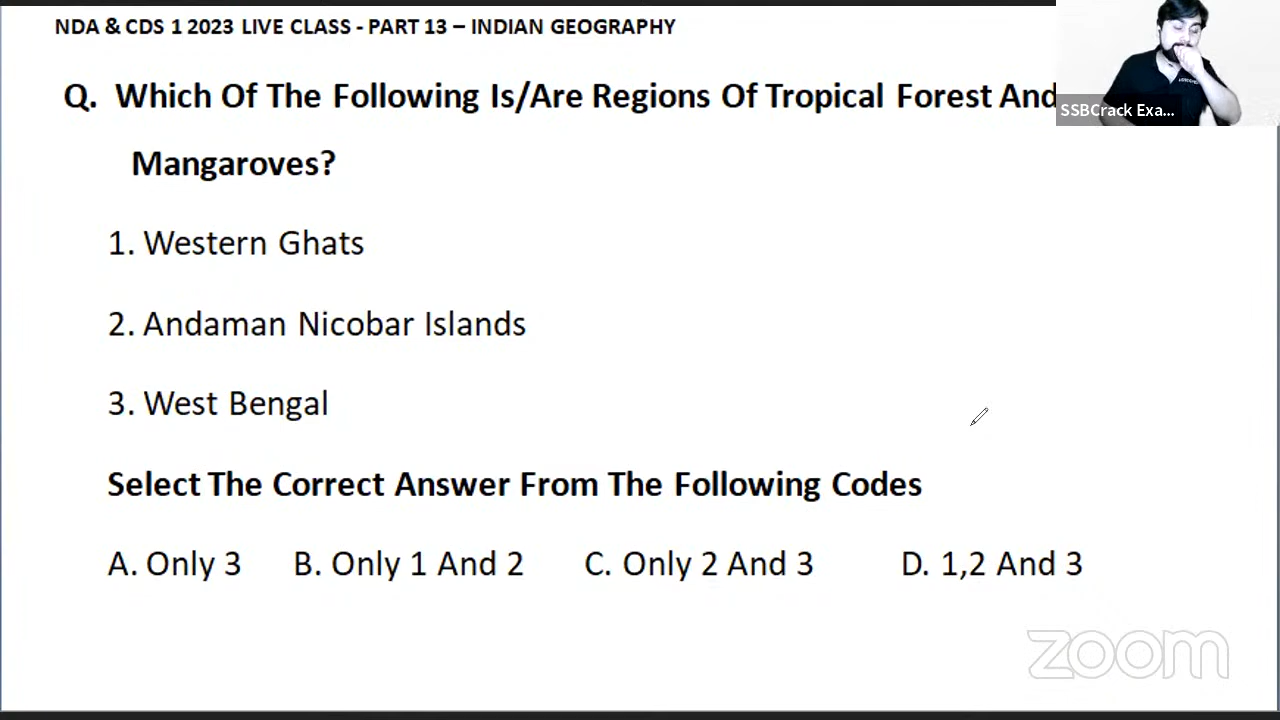 NDA & CDS 1 2023 LIVE CLASS - PART 13 – INDIAN GEOGRAPHY
Q. Which Of The Following Is/Are Regions Of Tropical Forest And
SSBCrack Exa...
Mangaroves?
1. Western Ghats
2. Andaman Nicobar Islands
3. West Bengal
Select The Correct Answer From The Following Codes
A. Only 3 B. Only 1 And 2 C. Only 2 And 3 D. 1,2 And 3
zoom